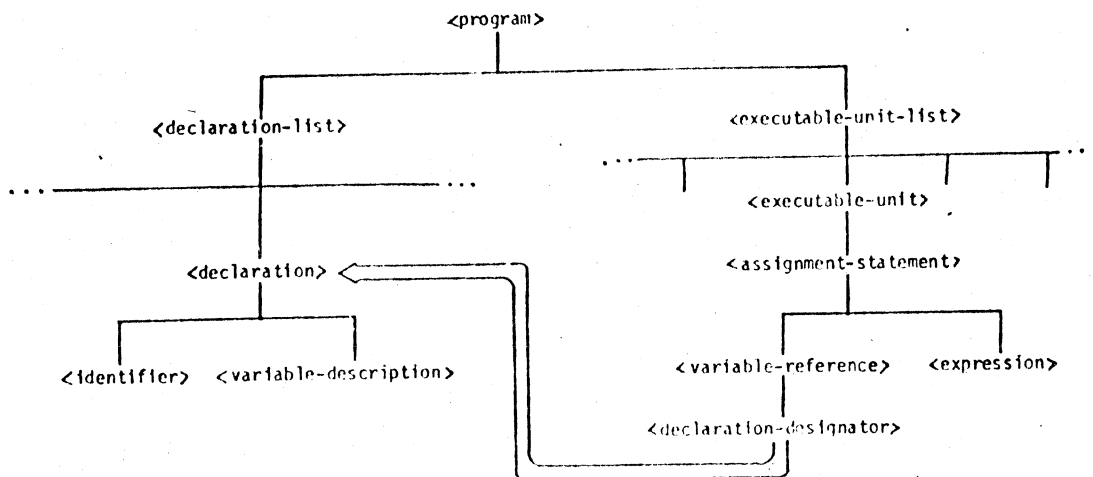 <program>
<declaration-list> <executable-unit-list>
... ... ... ...
<executable-unit>
<declaration> <assignment-statement>
<identifier> <variable-description> <variable-reference> <expression>
<declaration-designator>